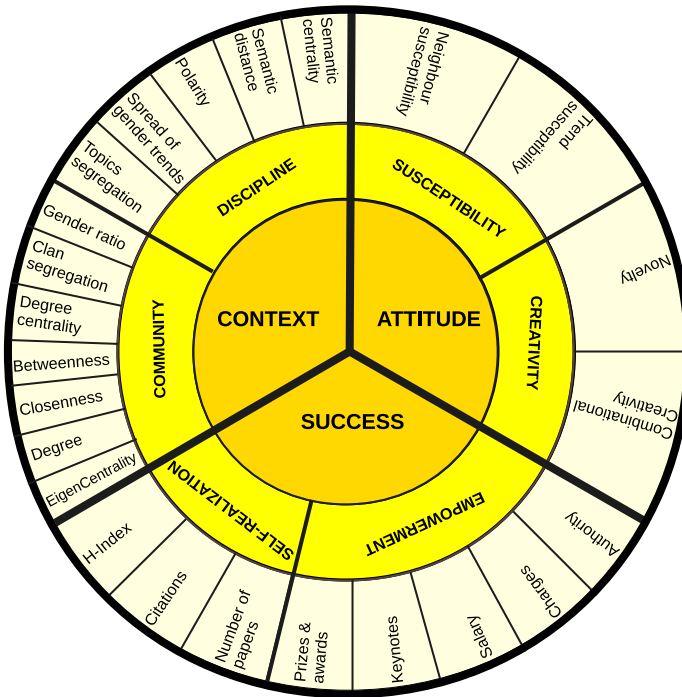 CONTEXT
ATTITUDE
SUCCESS
DISCIPLINE
SUSCEPTIBILITY
CREATIVITY
EMPOWERMENT
SELF-REALIZATION
COMMUNITY
Neighbour
susceptibility
Trend
susceptibility
Novelty
Combinational
Creativity
Authority
Charges
Salary
Keynotes
Prizes &
awards
Number of
papers
Citations
H-Index
EigenCentrality
Degree
Closeness
Betweenness
Degree
centrality
Clan
segregation
Gender ratio
Topics
segregation
Spread of
gender trends
Polarity
Semantic
distance
Semantic
centrality